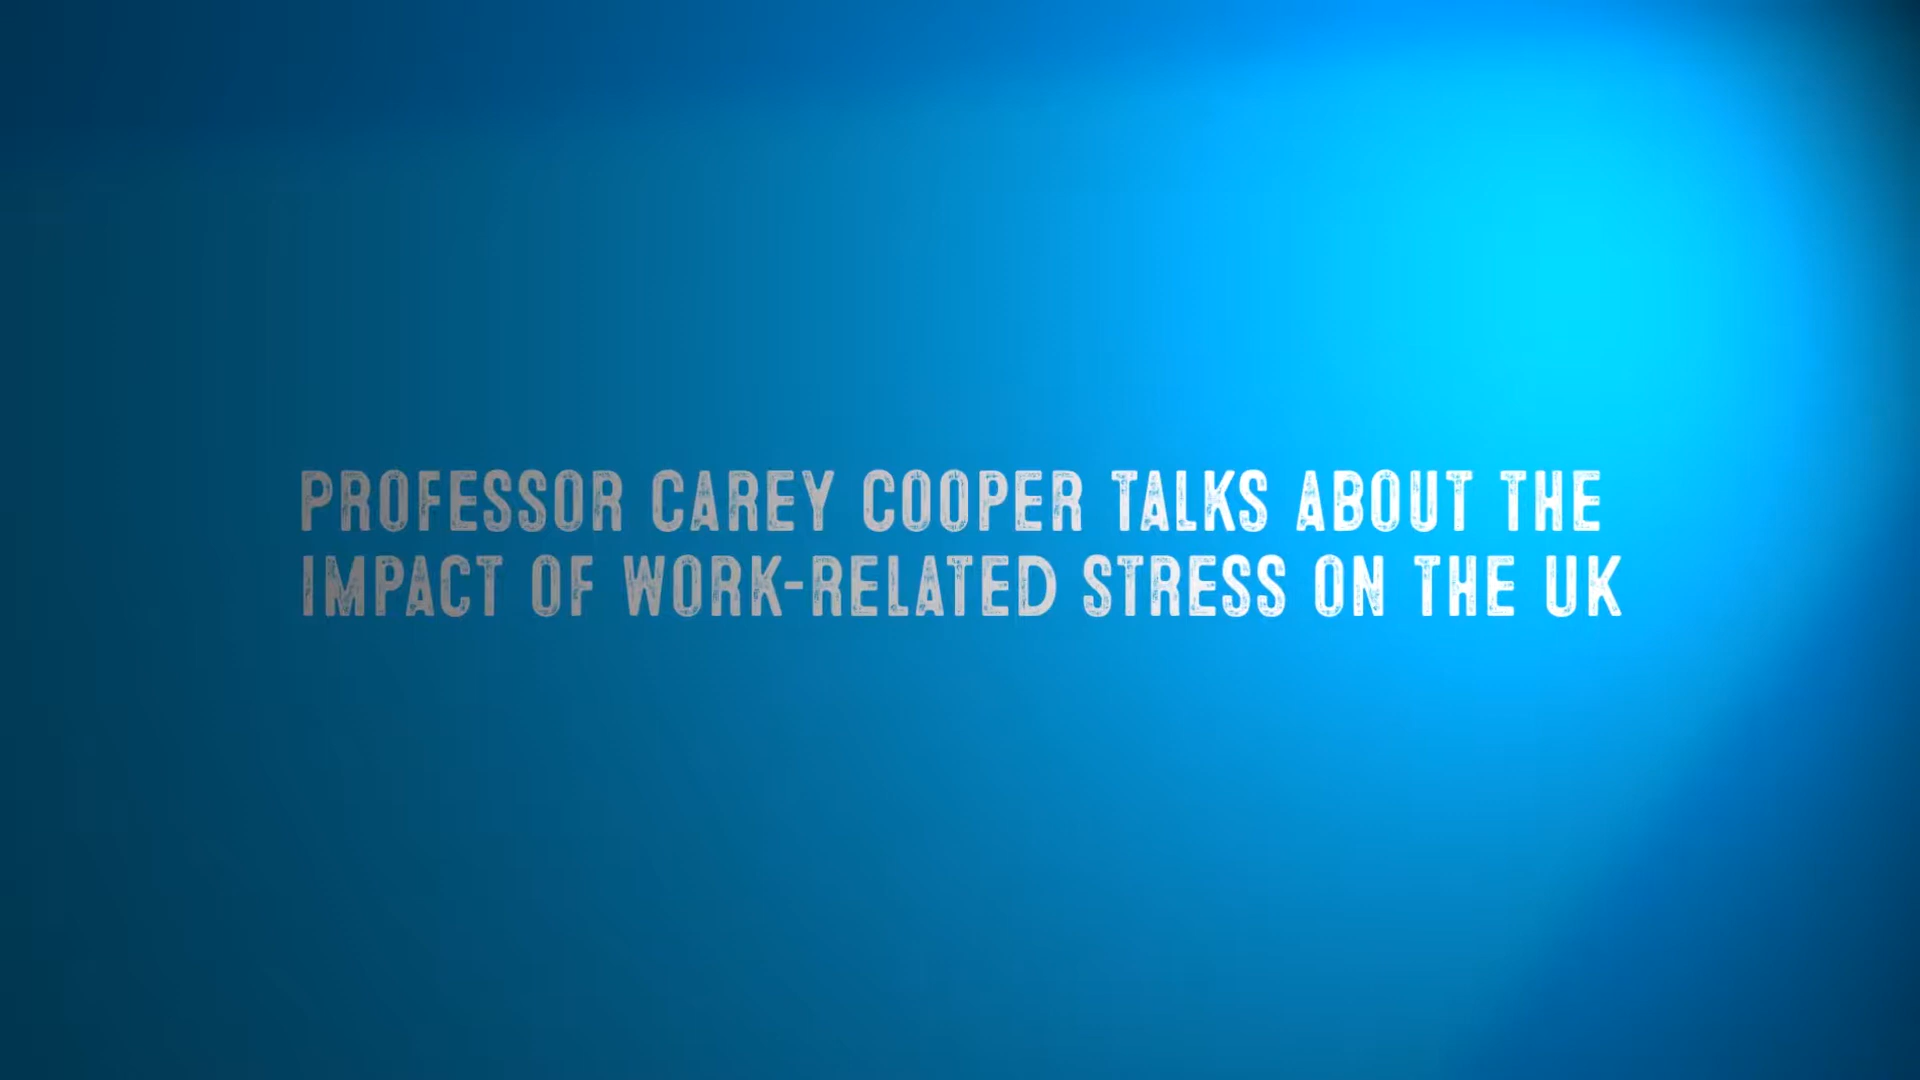 PROFESSOR CAREY COOPER TALKS ABOUT THE
IMPACT OF WORK-RELATED STRESS ON THE UK